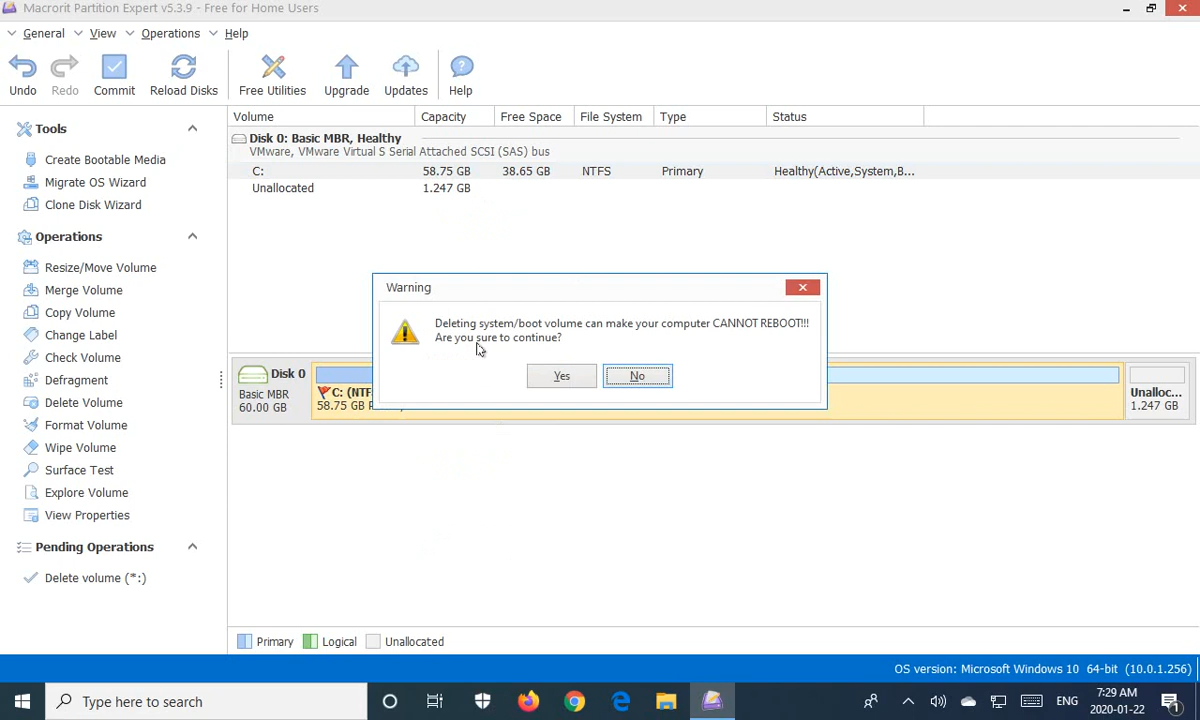 Macrorit Partition Expert v5.3.9 - Free for Home Users
General View Operations Help
Undo Redo Commit Reload Disks Free Utilities Upgrade Updates Help
Tools
Create Bootable Media
Migrate OS Wizard
Clone Disk Wizard
Operations
Resize/Move Volume
Merge Volume
Copy Volume
Change Label
Check Volume
Defragment
Delete Volume
Format Volume
Wipe Volume
Surface Test
Explore Volume
View Properties
Pending Operations
Delete volume (*:)
Volume Capacity Free Space File System Type Status
Disk 0: Basic MBR, Healthy
VMware, VMware Virtual S Serial Attached SCSI (SAS) bus
C: 58.75 GB 38.65 GB NTFS Primary Healthy(Active,System,B...
Unallocated 1.247 GB
Warning
Deleting system/boot volume can make your computer CANNOT REBOOT!!!
Are you sure to continue?
Yes No
Disk 0
Basic MBR
60.00 GB
C: (NTF
58.75 GB
Unalloc...
1.247 GB
Primary Logical Unallocated
OS version: Microsoft Windows 10 64-bit (10.0.1.256)
Type here to search
ENG
7:29 AM
2020-01-22
1